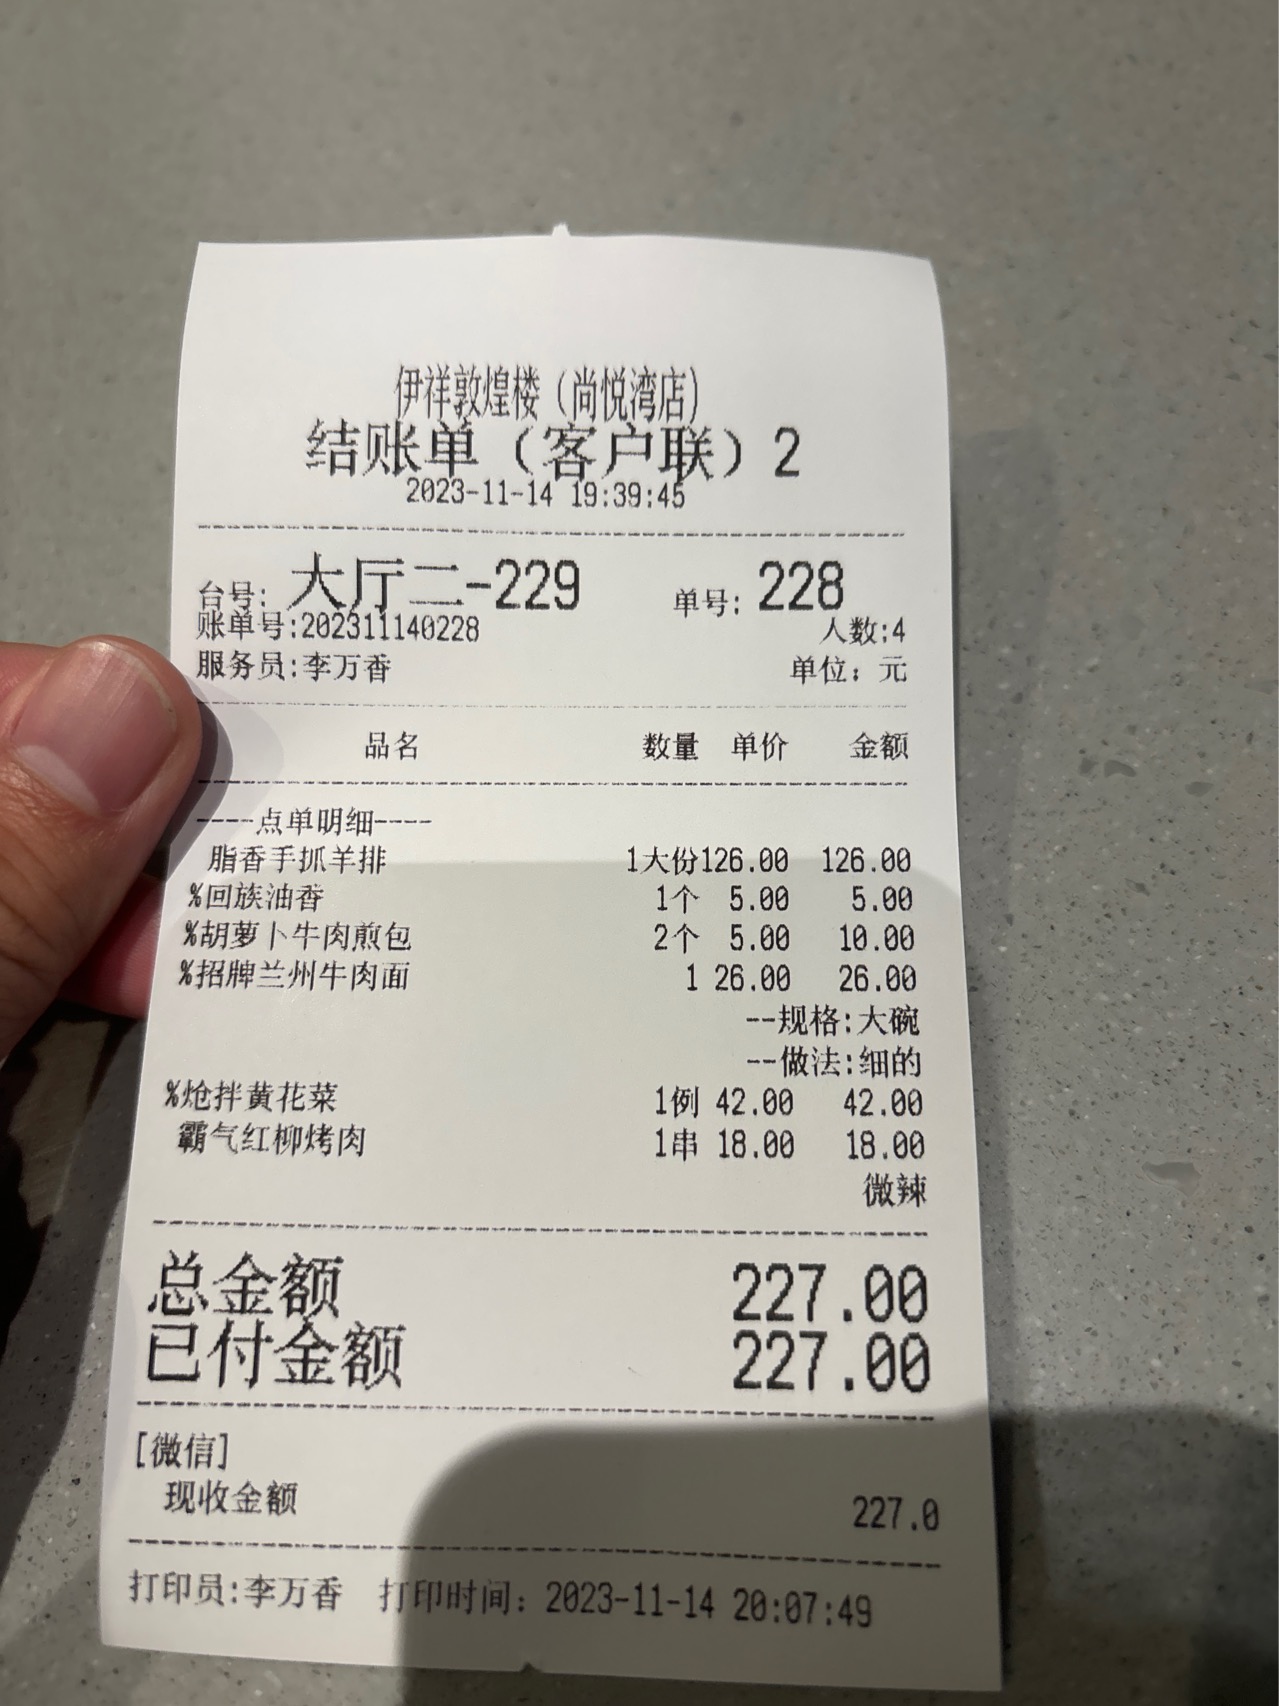 伊祥敦煌楼（尚悦湾店）
结账单（客户联）2
2023-11-14 19:39:45
台号: 大厅二-229 单号: 228
账单号:202311140228 人数:4
服务员:李万香 单位: 元
品名 数量 单价 金额
----点单明细----
脂香手抓羊排 1大份126.00 126.00
%回族油香 1个 5.00 5.00
%胡萝卜牛肉煎包 2个 5.00 10.00
%招牌兰州牛肉面 1 26.00 26.00
--规格:大碗
--做法:细的
%炝拌黄花菜 1例 42.00 42.00
霸气红柳烤肉 1串 18.00 18.00
微辣
总金额 227.00
已付金额 227.00
[微信]
现收金额 227.0
打印员:李万香 打印时间: 2023-11-14 20:07:49